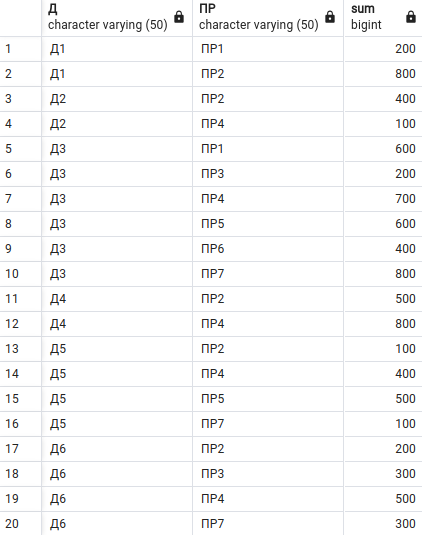 Д ПР sum
character varying (50) character varying (50) bigint
1 Д1 ПР1 200
2 Д1 ПР2 800
3 Д2 ПР2 400
4 Д2 ПР4 100
5 Д3 ПР1 600
6 Д3 ПР3 200
7 Д3 ПР4 700
8 Д3 ПР5 600
9 Д3 ПР6 400
10 Д3 ПР7 800
11 Д4 ПР2 500
12 Д4 ПР4 800
13 Д5 ПР2 100
14 Д5 ПР4 400
15 Д5 ПР5 500
16 Д5 ПР7 100
17 Д6 ПР2 200
18 Д6 ПР3 300
19 Д6 ПР4 500
20 Д6 ПР7 300